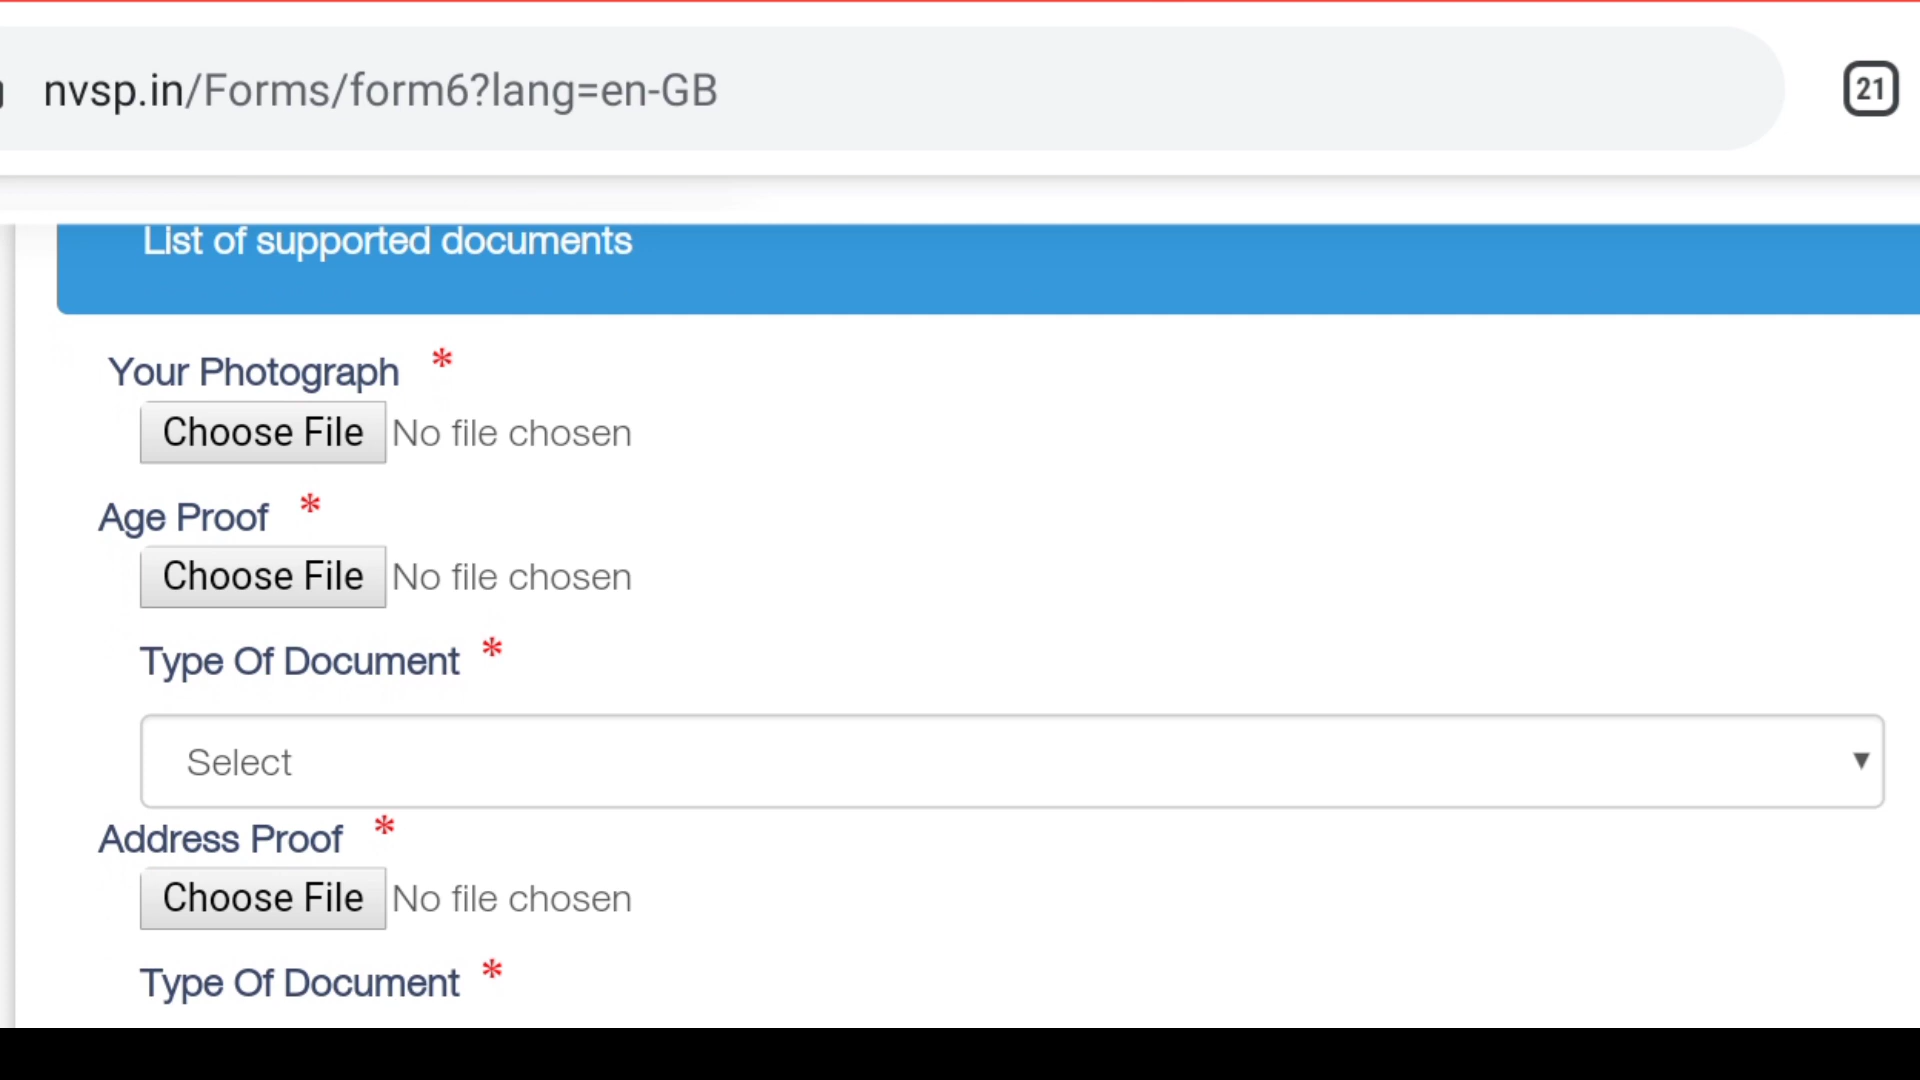 nvsp.in/Forms/form6?lang=en-GB
21
List of supported documents
Your Photograph *
Choose File No file chosen
Age Proof *
Choose File No file chosen
Type Of Document *
Select
Address Proof *
Choose File No file chosen
Type Of Document *